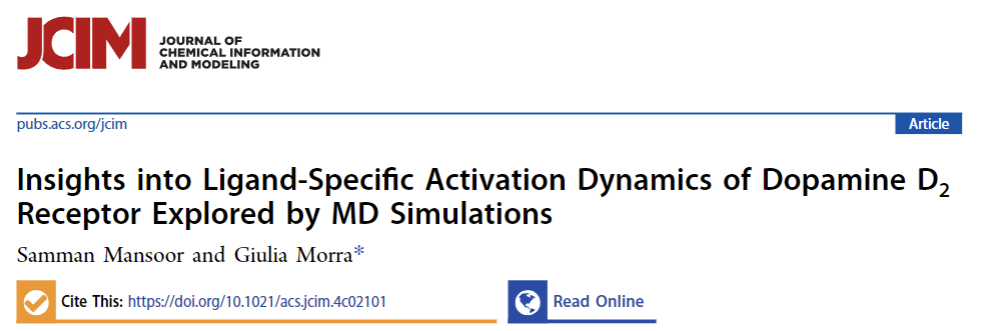 JCIM
JOURNAL OF
CHEMICAL INFORMATION
AND MODELING
pubs.acs.org/jcim
Article
Insights into Ligand-Specific Activation Dynamics of Dopamine D₂
Receptor Explored by MD Simulations
Samman Mansoor and Giulia Morra*
Cite This: https://doi.org/10.1021/acs.jcim.4c02101
Read Online